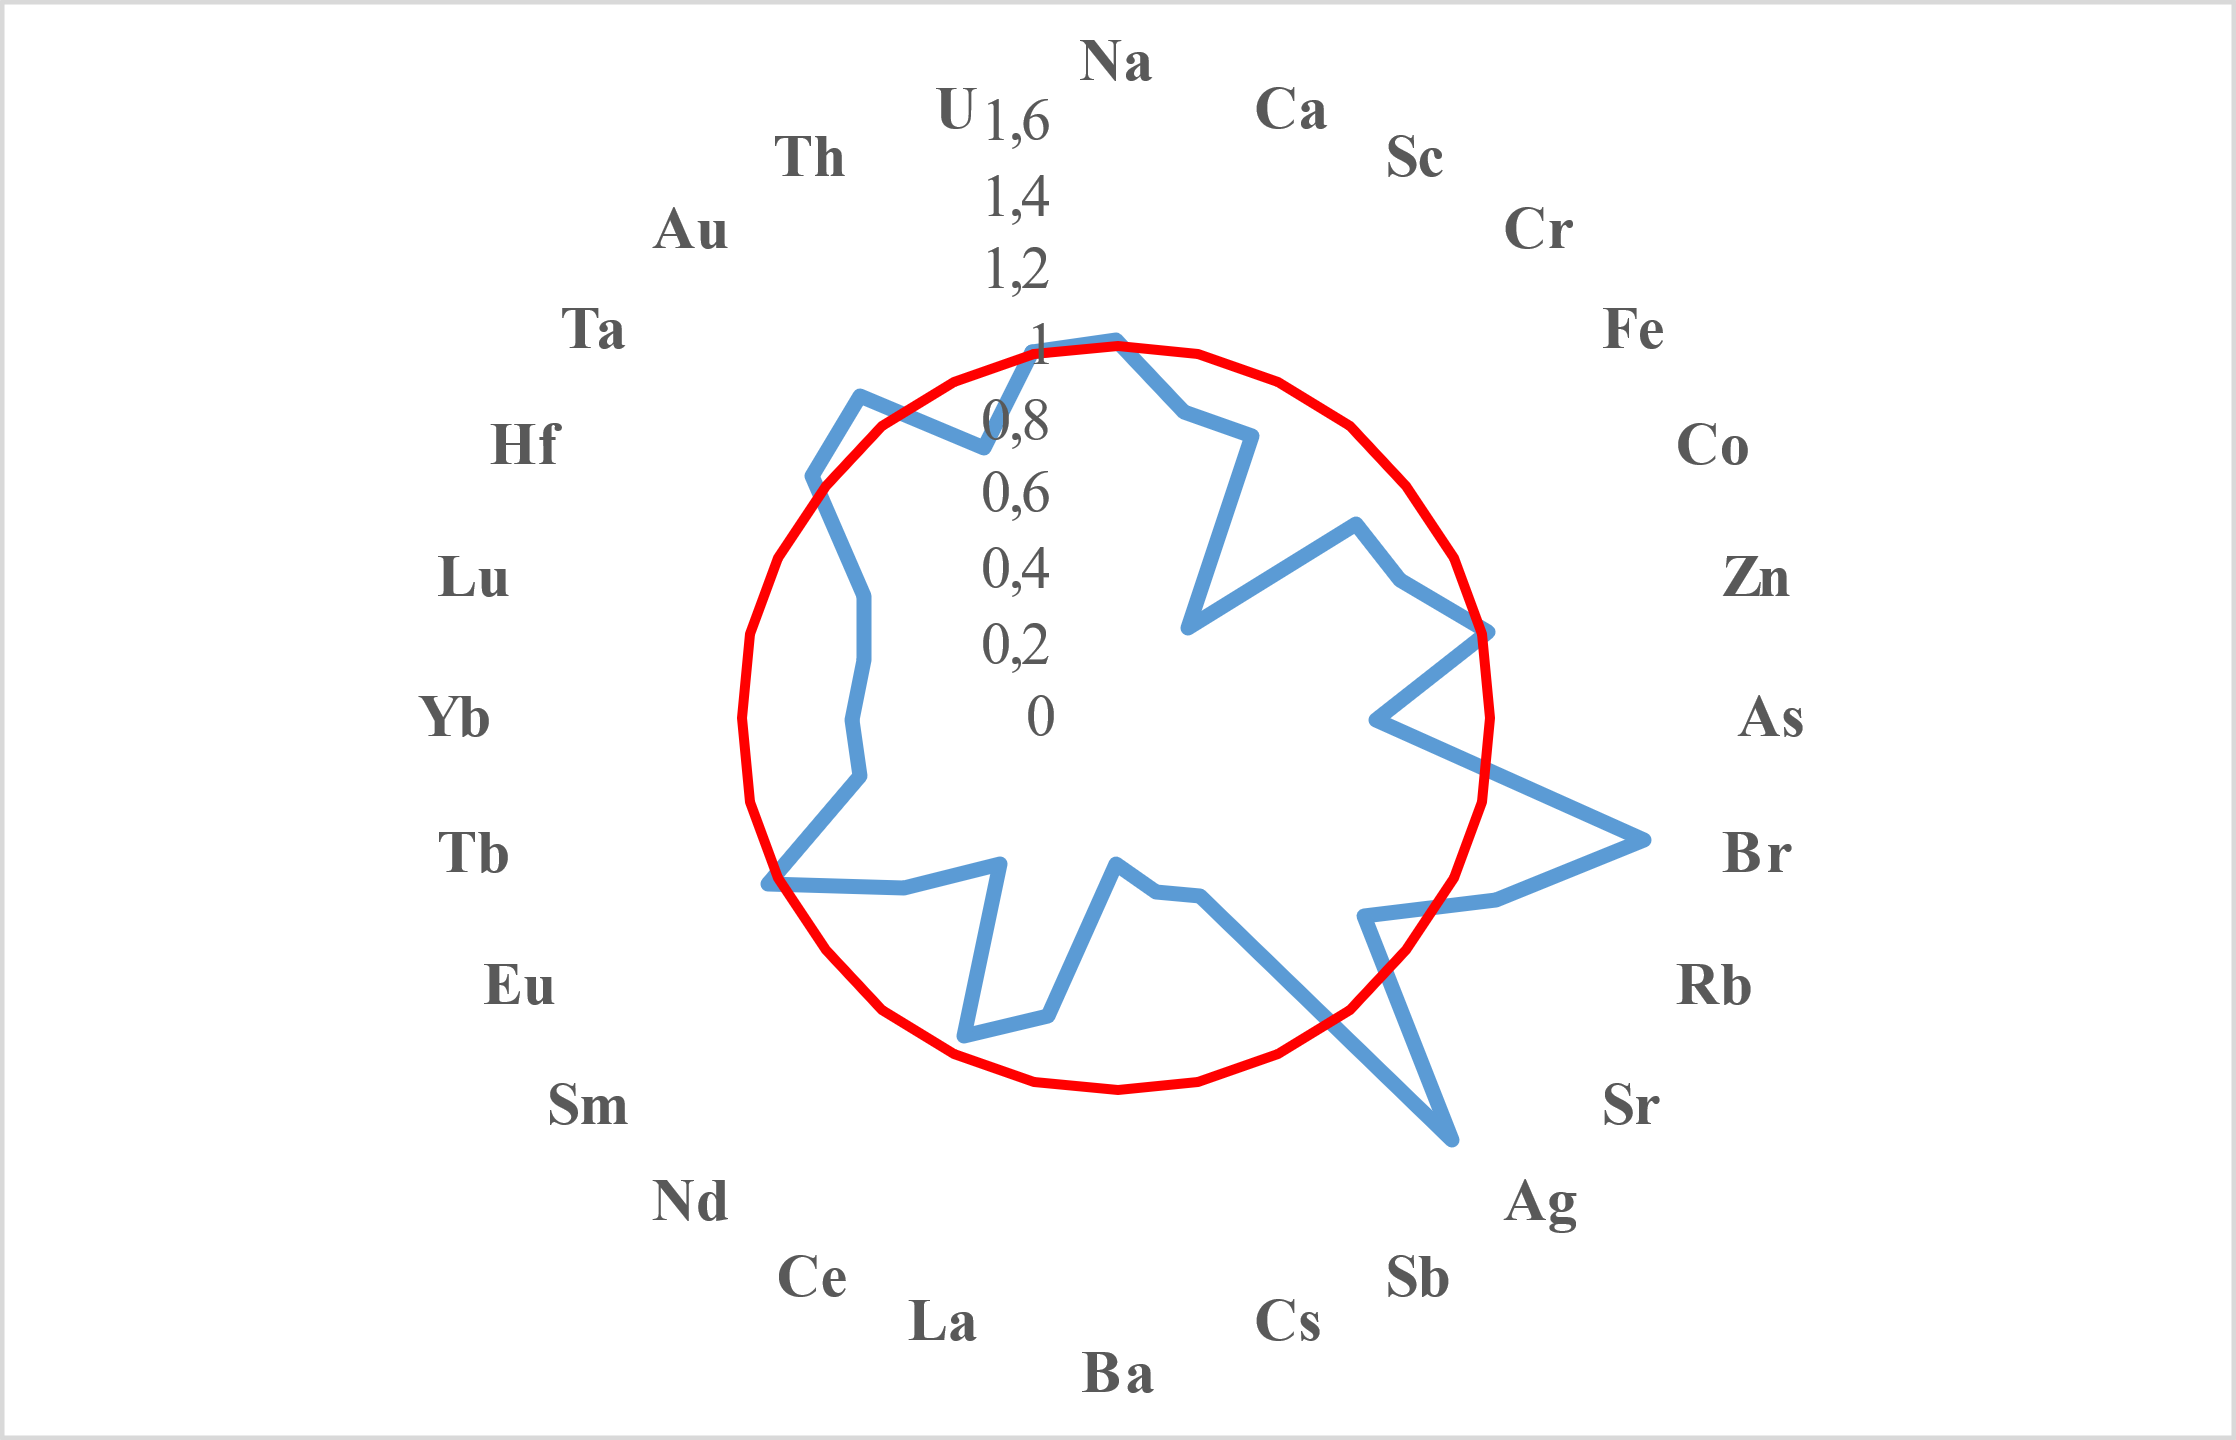 Na
Ca
Sc
Cr
Fe
Co
Zn
As
Br
Rb
Sr
Ag
Sb
Cs
Ba
La
Ce
Nd
Sm
Eu
Tb
Yb
Lu
Hf
Ta
Au
Th
U
1,6
1,4
1,2
1
0,8
0,6
0,4
0,2
0